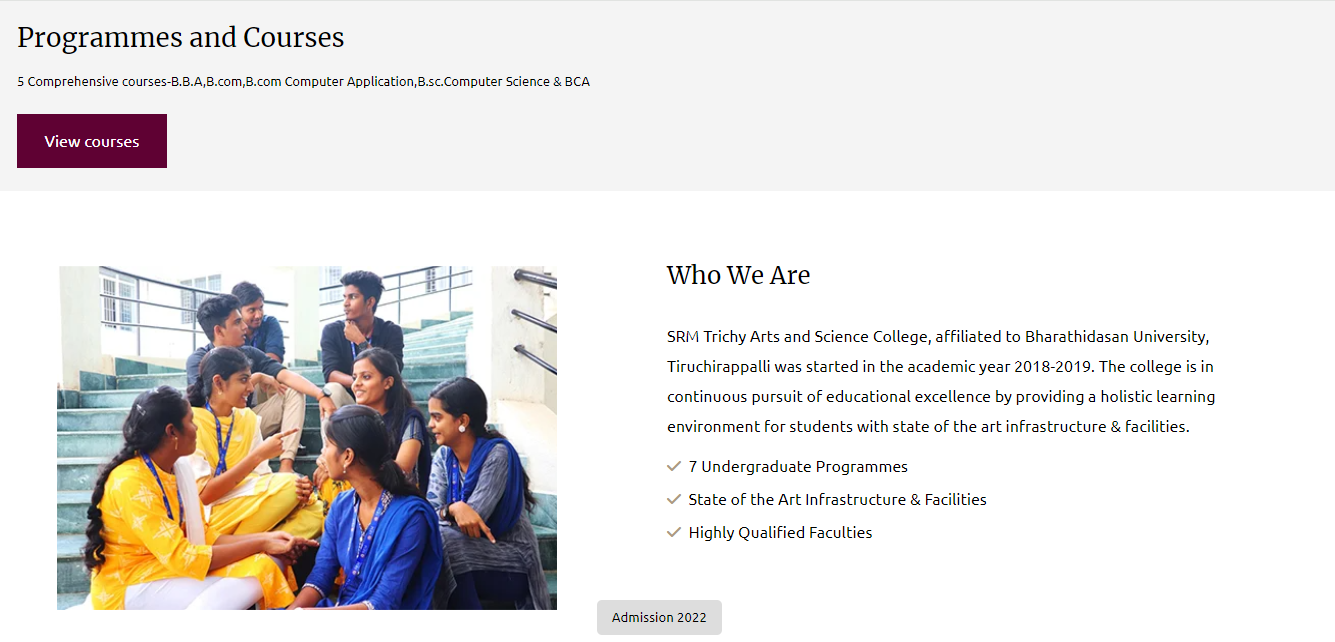 Programmes and Courses
5 Comprehensive courses-B.B.A,B.com,B.com Computer Application,B.sc.Computer Science & BCA
View courses
Who We Are
SRM Trichy Arts and Science College, affiliated to Bharathidasan University,
Tiruchirappalli was started in the academic year 2018-2019. The college is in
continuous pursuit of educational excellence by providing a holistic learning
environment for students with state of the art infrastructure & facilities.
7 Undergraduate Programmes
State of the Art Infrastructure & Facilities
Highly Qualified Faculties
Admission 2022